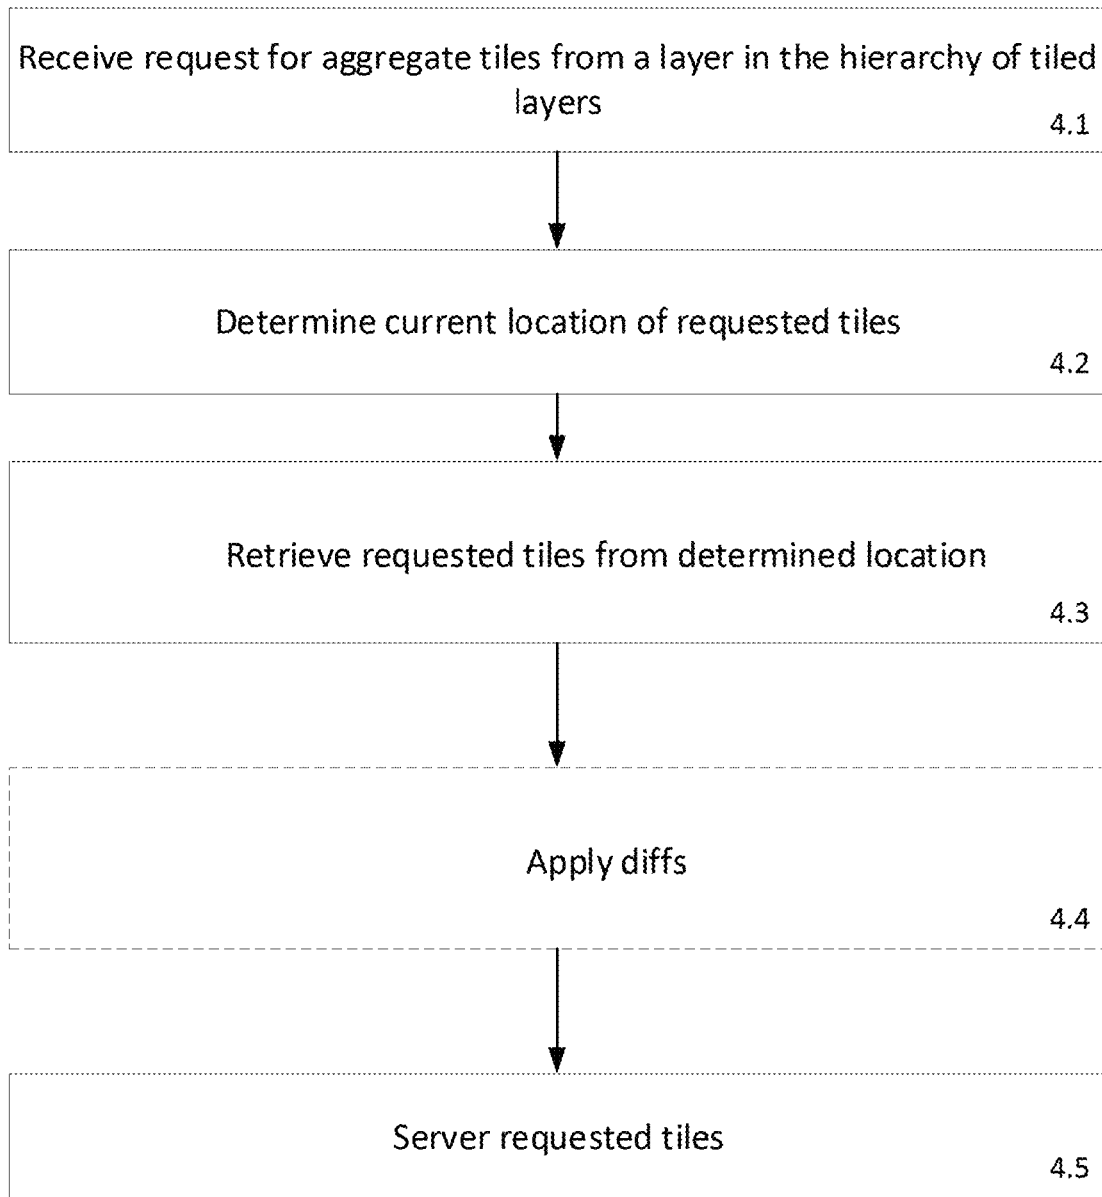 Receive request for aggregate tiles from a layer in the hierarchy of tiled
layers
4.1
Determine current location of requested tiles
4.2
Retrieve requested tiles from determined location
4.3
Apply diffs
4.4
Server requested tiles
4.5